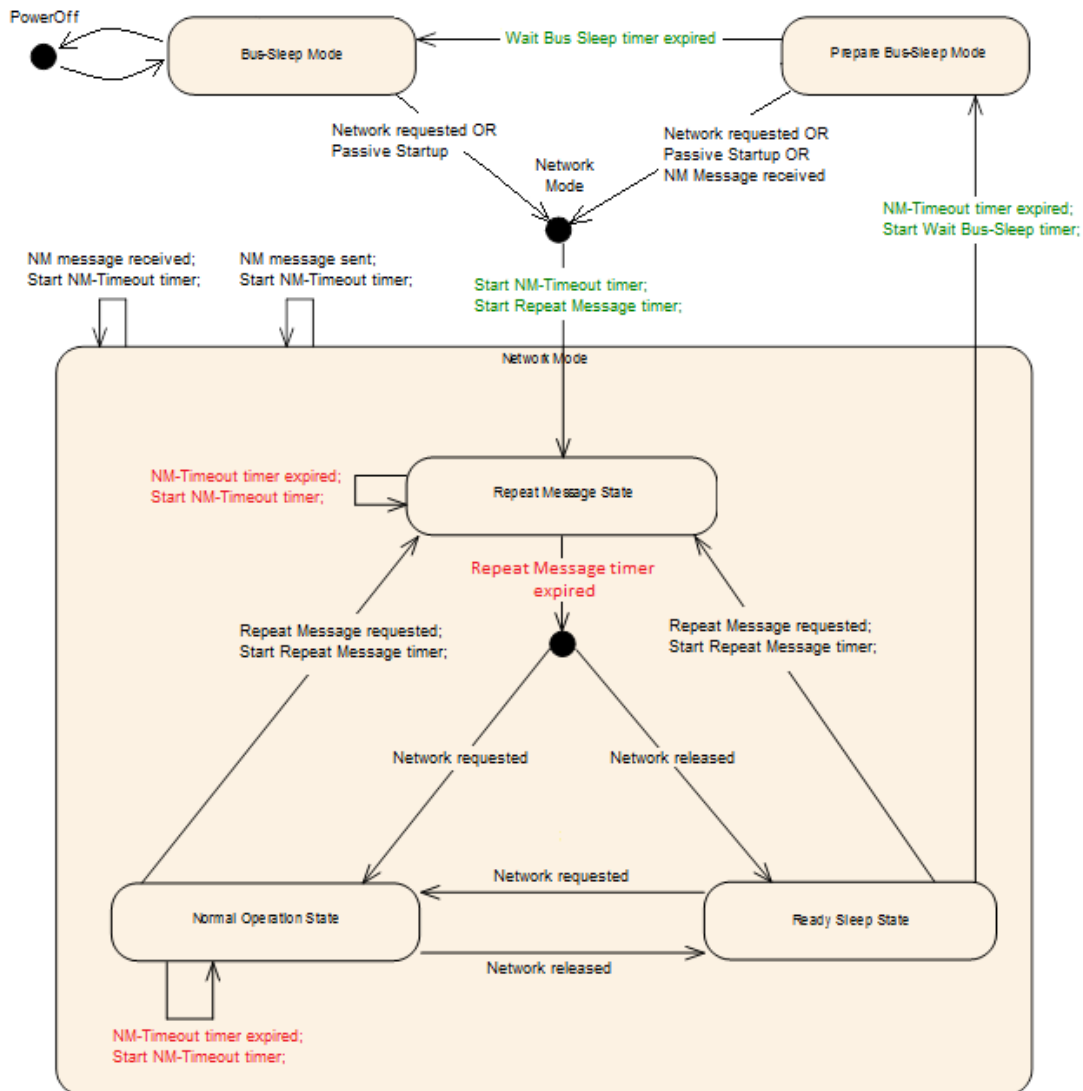 PowerOff
Bus-Sleep Mode
Wait Bus Sleep timer expired
Prepare Bus-Sleep Mode
Network requested OR
Passive Startup
Network requested OR
Passive Startup OR
NM Message received
Network
Mode
NM-Timeout timer expired;
Start Wait Bus-Sleep timer;
NM message received;
Start NM-Timeout timer;
NM message sent;
Start NM-Timeout timer;
Start NM-Timeout timer;
Start Repeat Message timer;
Network Mode
NM-Timeout timer expired;
Start NM-Timeout timer;
Repeat Message State
Repeat Message timer
expired
Repeat Message requested;
Start Repeat Message timer;
Repeat Message requested;
Start Repeat Message timer;
Network requested
Network released
Network requested
Normal Operation State
Ready Sleep State
Network released
NM-Timeout timer expired;
Start NM-Timeout timer;